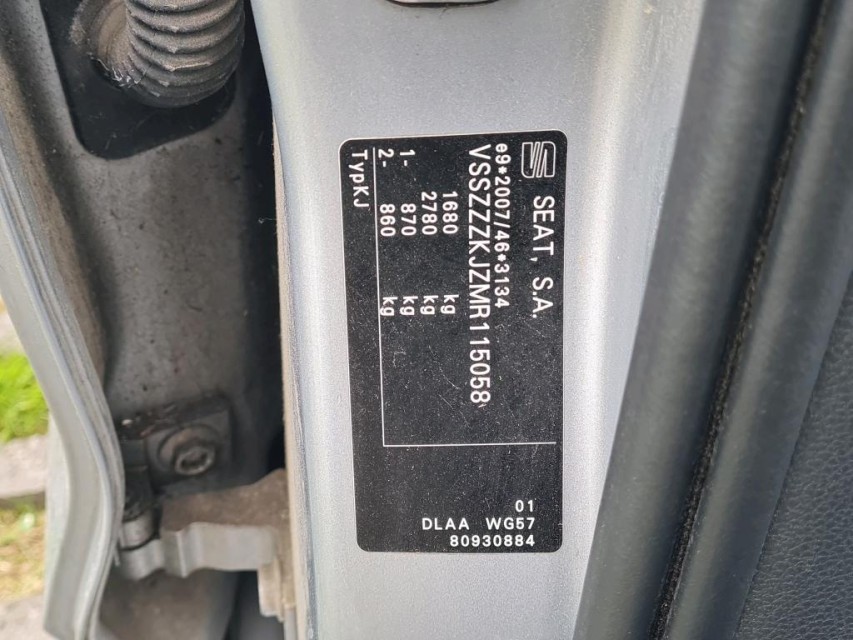 SEAT, S.A.
e9*2007/46*3134
VSSZZZKJZMR115058
1680 kg
2780 kg
1- 870 kg
2- 860 kg
TypKJ
01
DLAA WG57
80930884